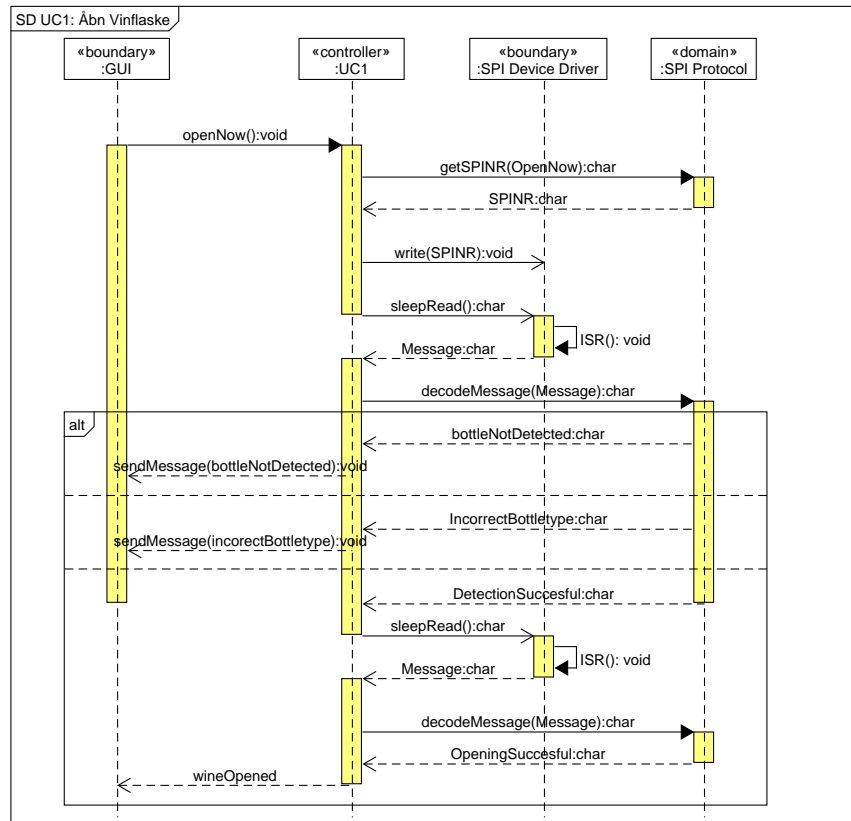 SD UC1: Åbn Vinflaske
«boundary»
:GUI
«controller»
:UC1
«boundary»
:SPI Device Driver
«domain»
:SPI Protocol
openNow():void
getSPINR(OpenNow):char
SPINR:char
write(SPINR):void
sleepRead():char
ISR(): void
Message:char
decodeMessage(Message):char
alt
bottleNotDetected:char
sendMessage(bottleNotDetected):void
IncorrectBottletype:char
sendMessage(incorectBottletype):void
DetectionSuccesful:char
sleepRead():char
ISR(): void
Message:char
decodeMessage(Message):char
OpeningSuccesful:char
wineOpened